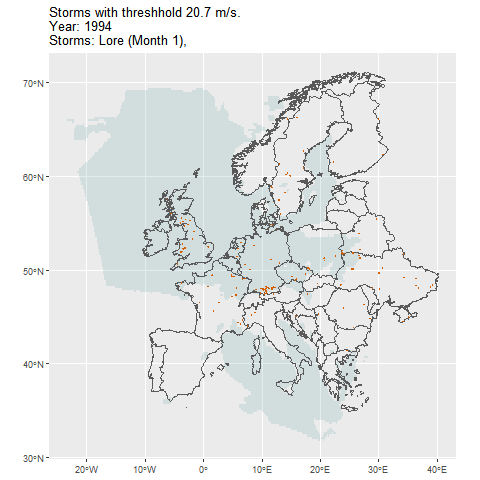 Storms with threshhold 20.7 m/s.
Year: 1994
Storms: Lore (Month 1),
70°N
60°N
50°N
40°N
30°N
20°W
10°W
0°
10°E
20°E
30°E
40°E